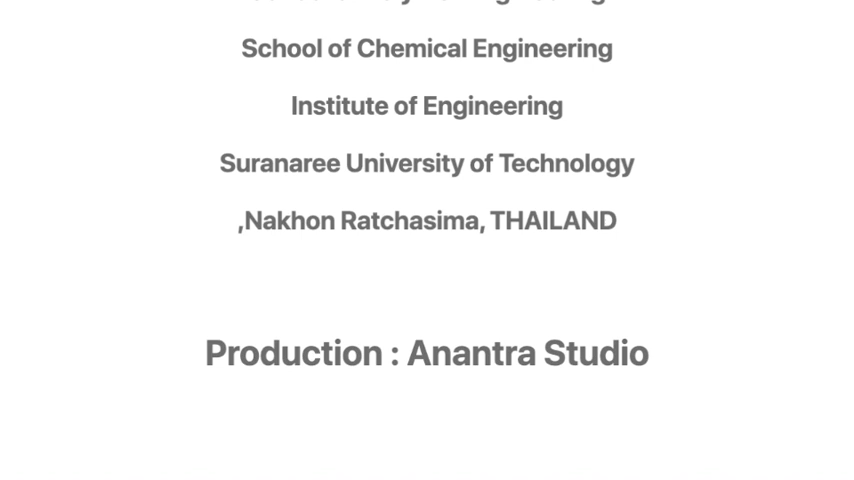 School of Chemical Engineering
Institute of Engineering
Suranaree University of Technology
,Nakhon Ratchasima, THAILAND
Production : Anantra Studio